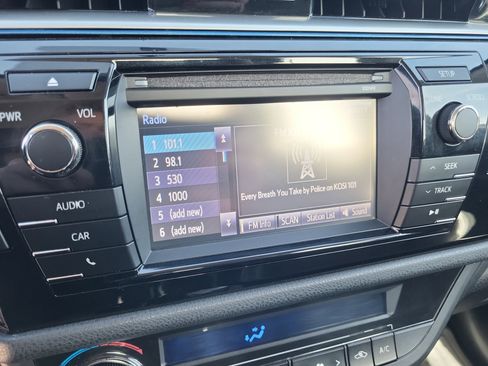 PWR
VOL
SETUP
Radio
1 101.1
2 98.1
3 530
4 1000
5 (add new)
6 (add new)
Every Breath You Take by Police on KOSI 101
FM Info
SCAN
Station List
Sound
AUDIO
CAR
SEEK
TRACK
A/C